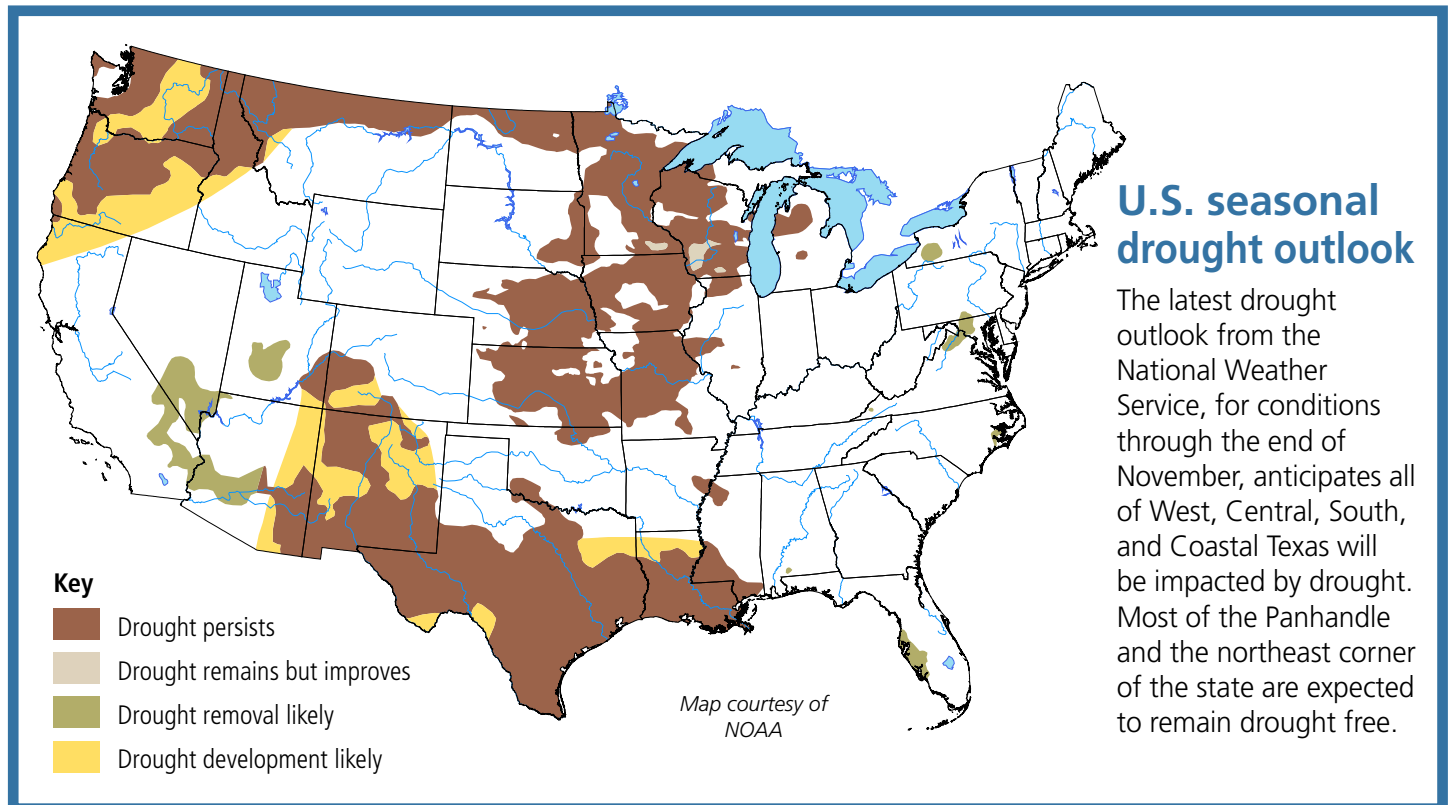 U.S. seasonal
drought outlook
The latest drought
outlook from the
National Weather
Service, for conditions
through the end of
November, anticipates all
of West, Central, South,
and Coastal Texas will
be impacted by drought.
Most of the Panhandle
and the northeast corner
of the state are expected
to remain drought free.
Key
Drought persists
Drought remains but improves
Drought removal likely
Drought development likely
Map courtesy of
NOAA